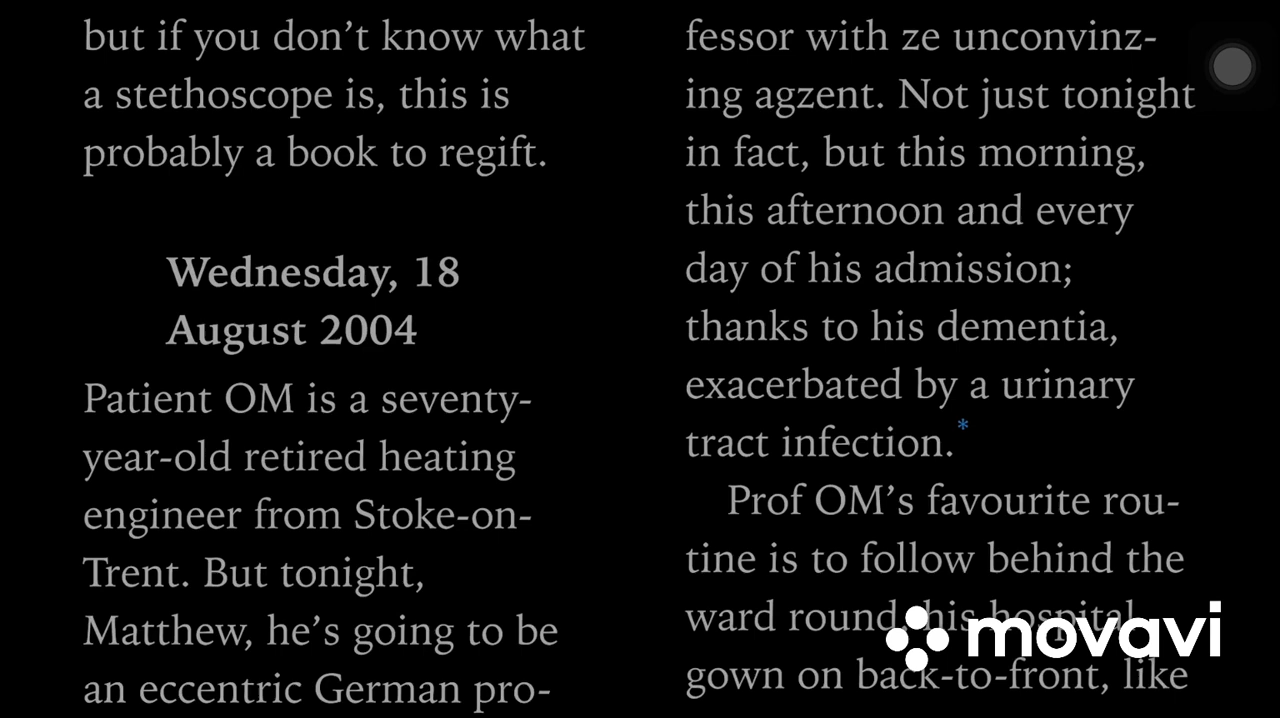 but if you don’t know what
a stethoscope is, this is
probably a book to regift.
Wednesday, 18
August 2004
Patient OM is a seventy-
year-old retired heating
engineer from Stoke-on-
Trent. But tonight,
Matthew, he’s going to be
an eccentric German pro-
fessor with ze unconvinz-
ing agzent. Not just tonight
in fact, but this morning,
this afternoon and every
day of his admission;
thanks to his dementia,
exacerbated by a urinary
tract infection.*
Prof OM’s favourite rou-
tine is to follow behind the
ward round, his hospital
gown on back-to-front, like
movavi